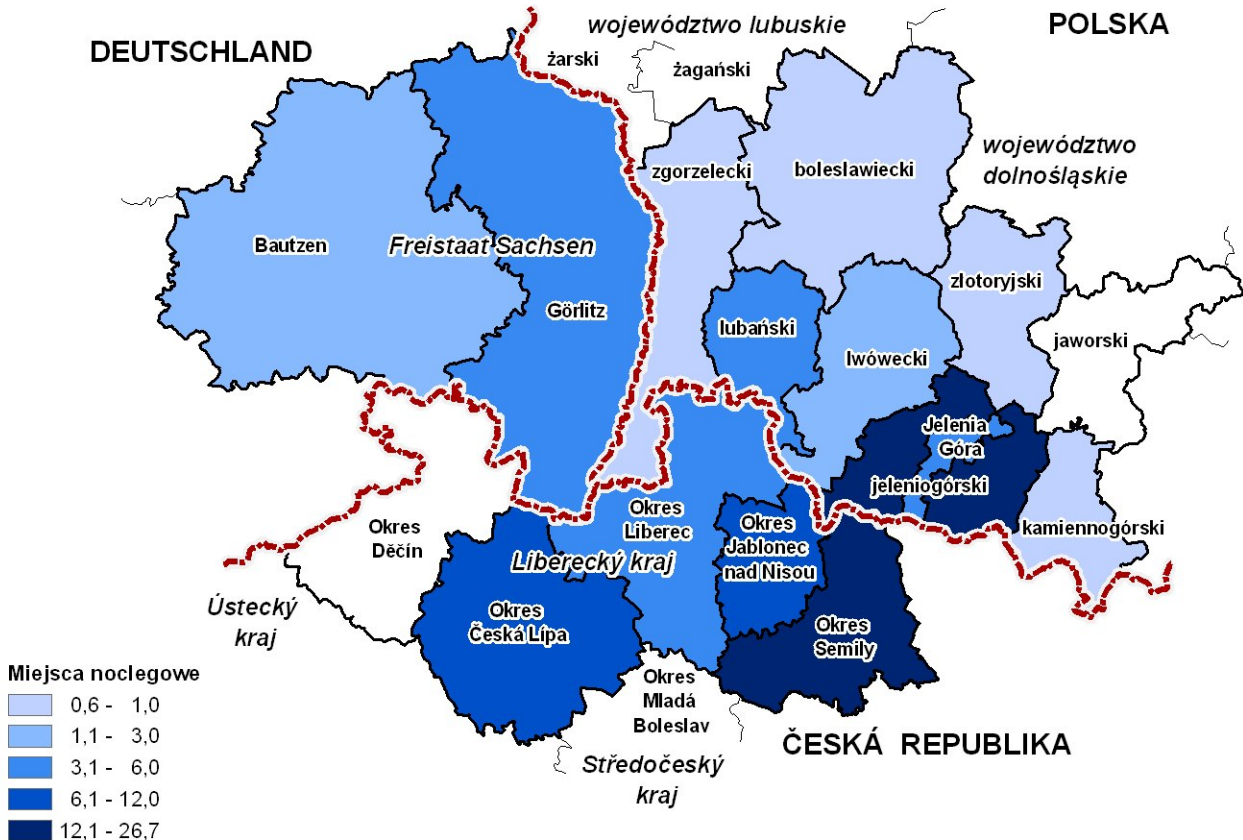 DEUTSCHLAND
województwo lubuskie
POLSKA
żarski
żagański
województwo
dolnośląskie
zgorzelecki
boleslawiecki
Bautzen
Freistaat Sachsen
Görlitz
zlotoryjski
lubański
lwówecki
jaworski
Jelenia
Góra
jeleniogórski
kamiennogórski
Okres
Děčín
Okres
Liberec
Okres
Jablonec
nad Nisou
Liberecký kraj
Ústecký
kraj
Okres
Česká Lípa
Okres
Semily
Okres
Mladá
Boleslav
ČESKÁ REPUBLIKA
Středočeský
kraj
Miejsca noclegowe
0,6 - 1,0
1,1 - 3,0
3,1 - 6,0
6,1 - 12,0
12,1 - 26,7